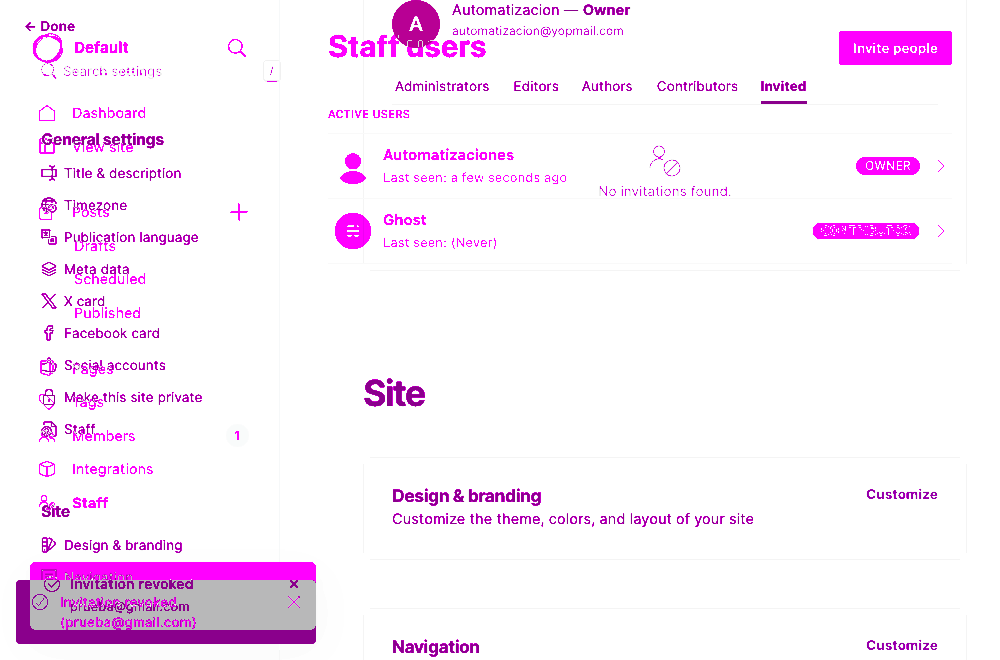 ← Done
Default
Search settings
/
Dashboard
General settings
View site
Title & description
Timezone
Posts
Publication language
Drafts
Meta data
Scheduled
X card
Published
Facebook card
Social accounts
Pages
Make this site private
Tags
Staff
Members
1
Integrations
Staff
Site
Design & branding
Navigation
Invitation revoked
prueba@gmail.com
Invitation revoked
(prueba@gmail.com)
A
Automatizacion — Owner
automatizacion@yopmail.com
Staff users
Invite people
Administrators
Editors
Authors
Contributors
Invited
ACTIVE USERS
Automatizaciones
Last seen: a few seconds ago
OWNER
No invitations found.
Ghost
Last seen: (Never)
CONTRIBUTOR
Site
Design & branding
Customize
Customize the theme, colors, and layout of your site
Navigation
Customize